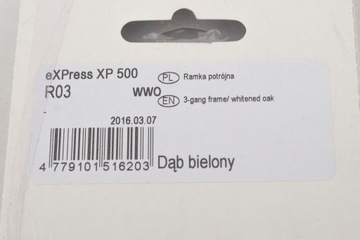 eXPress XP 500
R03
WWO
-
PL Ramka potrójna
EN 3-gang frame/ whitened oak
2016.03.07
4 779101 516203
Dąb bielony